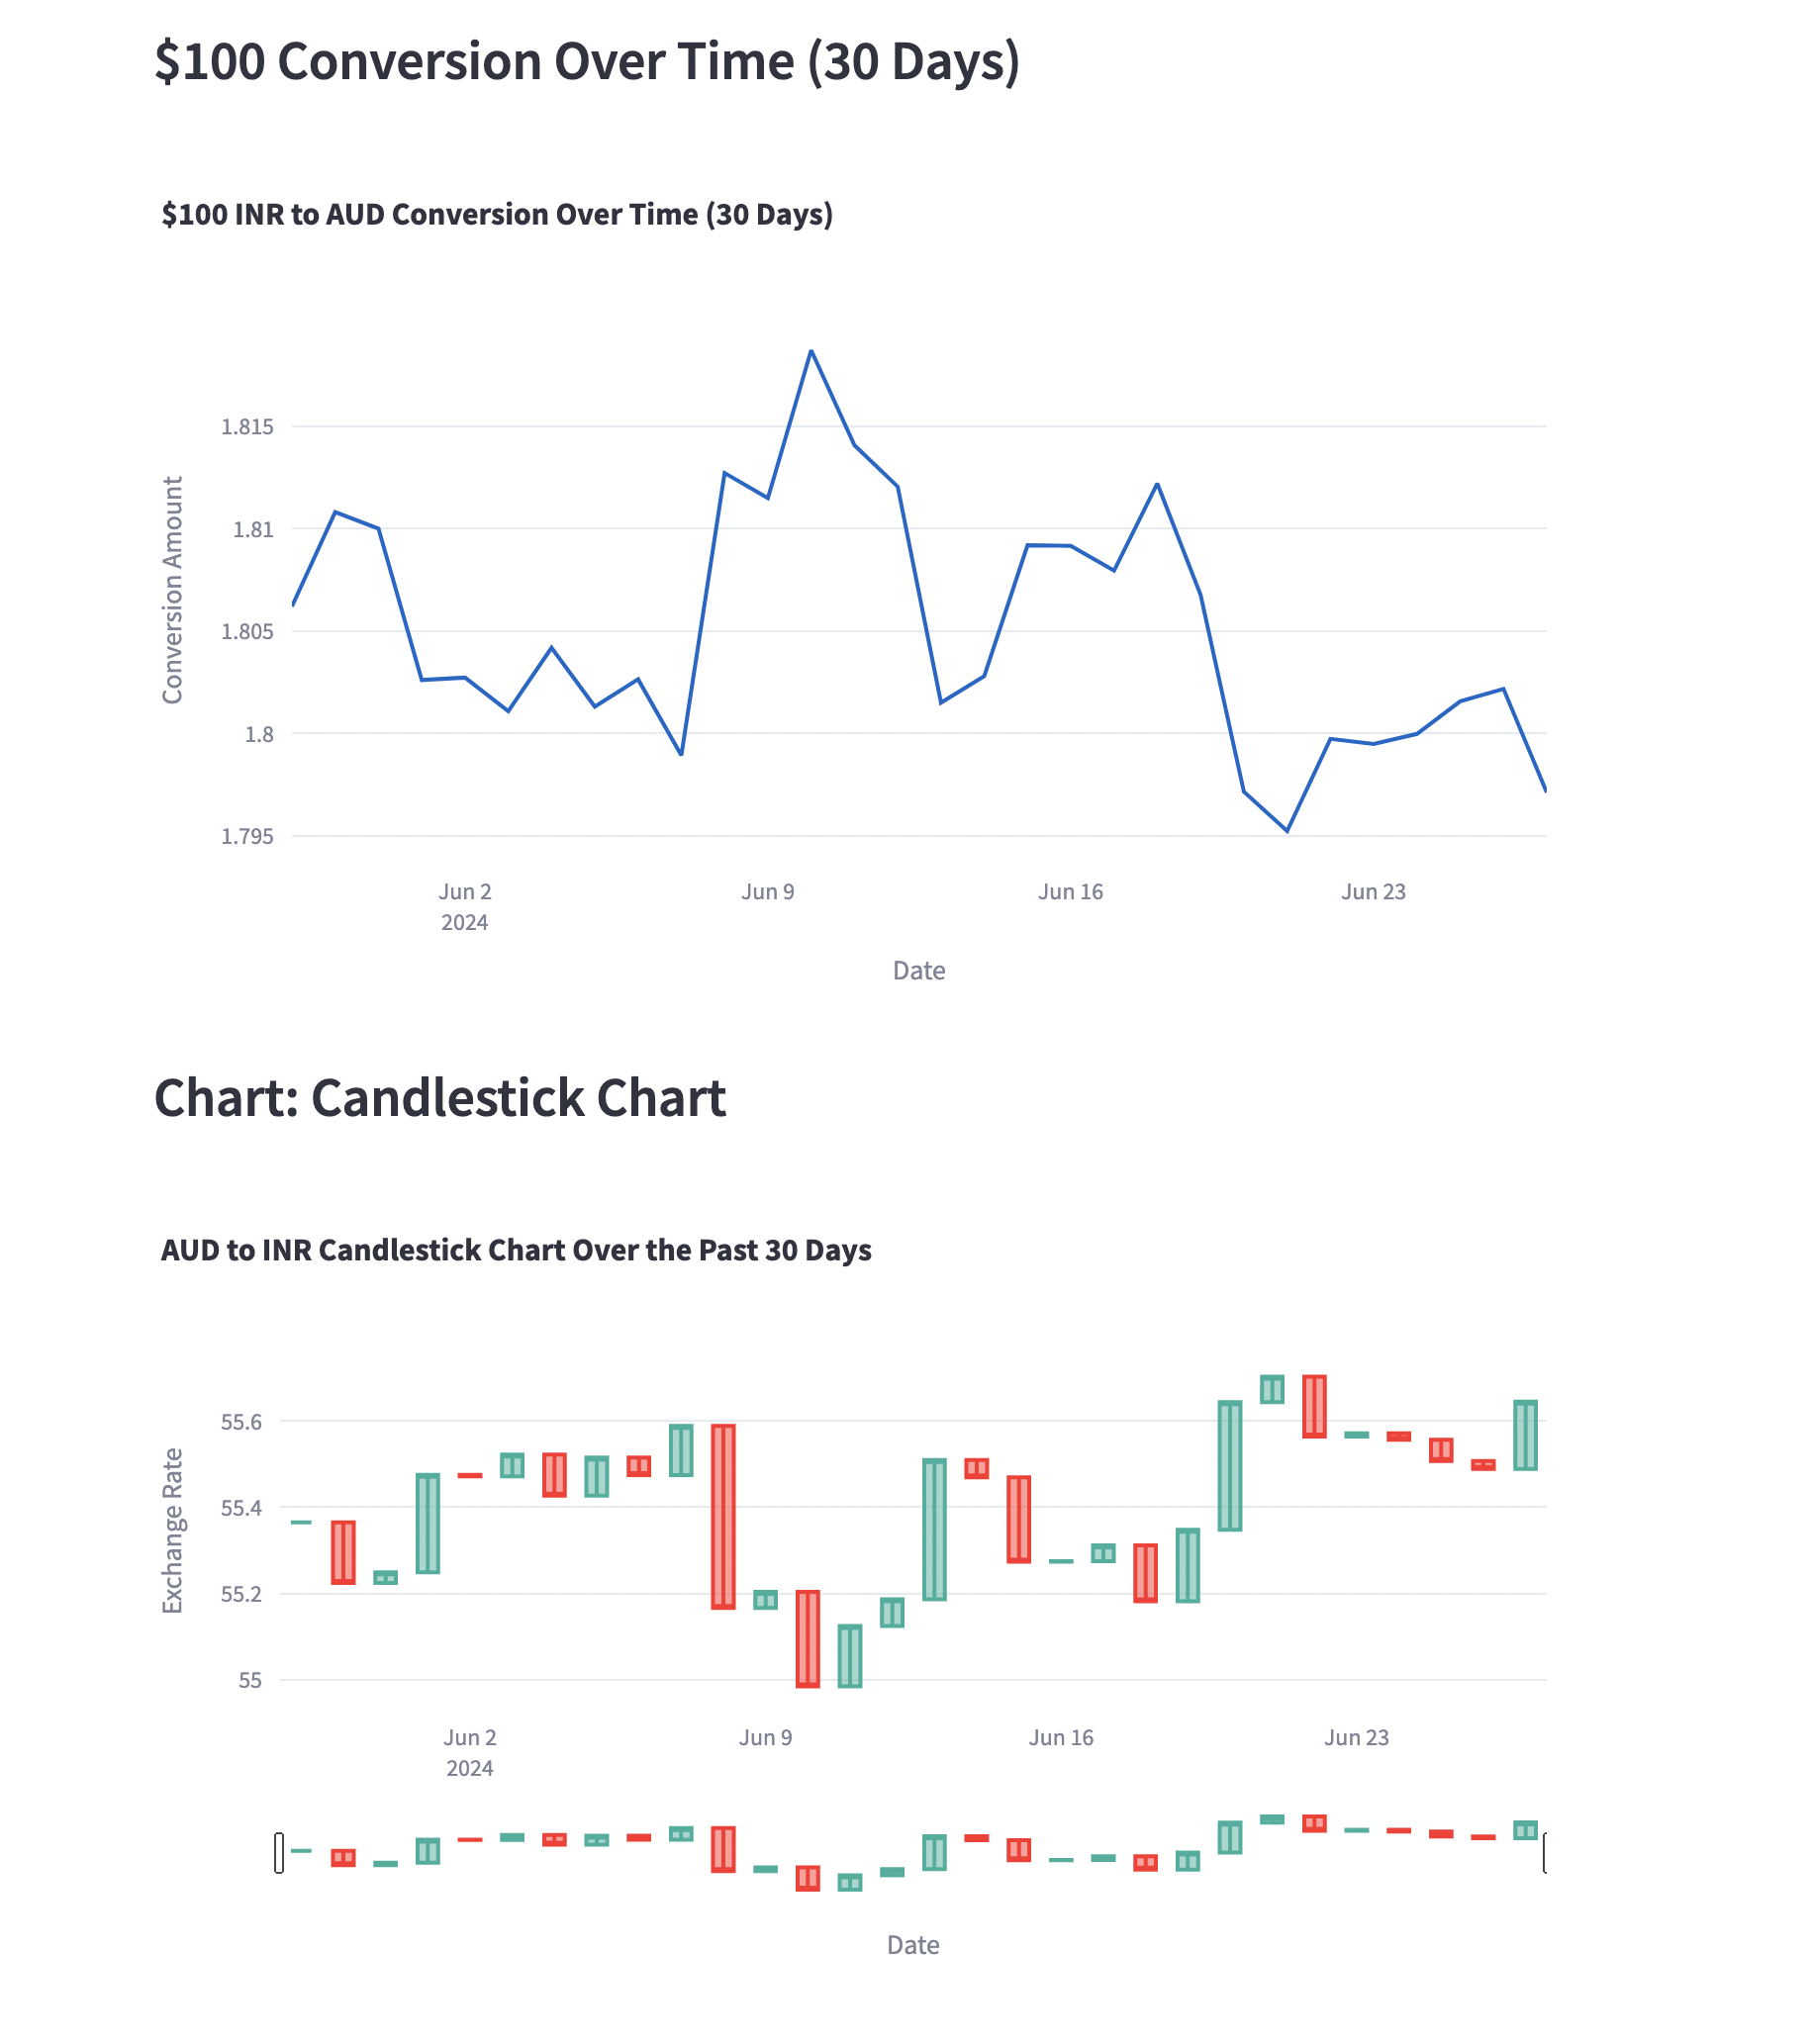 $100 Conversion Over Time (30 Days)
$100 INR to AUD Conversion Over Time (30 Days)
Conversion Amount
1.815
1.81
1.805
1.8
1.795
Jun 2
2024
Jun 9
Jun 16
Jun 23
Date
Chart: Candlestick Chart
AUD to INR Candlestick Chart Over the Past 30 Days
Exchange Rate
55.6
55.4
55.2
55
Jun 2
2024
Jun 9
Jun 16
Jun 23
Date